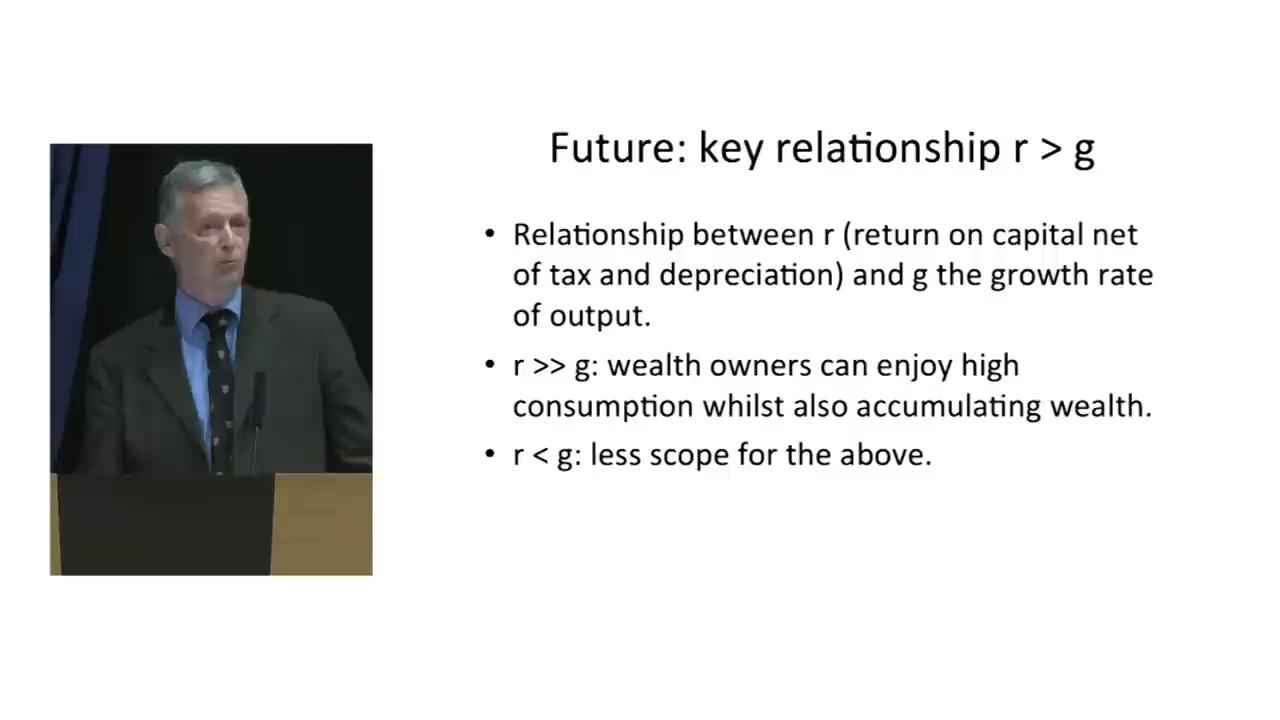 Future: key relationship r > g
• Relationship between r (return on capital net
of tax and depreciation) and g the growth rate
of output.
• r >> g: wealth owners can enjoy high
consumption whilst also accumulating wealth.
• r < g: less scope for the above.